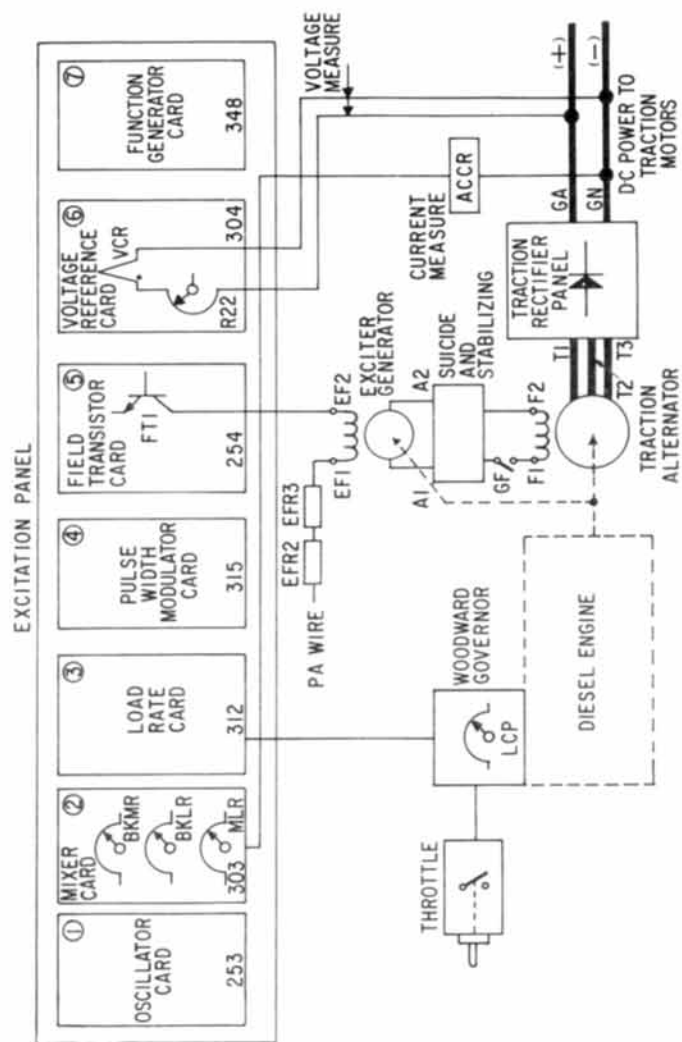 EXCITATION PANEL
①
OSCILLATOR
CARD
253
②
MIXER
CARD
BKMR
BKLR
MLR
303
③
LOAD
RATE
CARD
312
④
PULSE
WIDTH
MODULATOR
CARD
315
⑤
FIELD
TRANSISTOR
CARD
FT1
254
⑥
VOLTAGE
REFERENCE
CARD
VCR
R22
304
⑦
FUNCTION
GENERATOR
CARD
348
VOLTAGE
MEASURE
PA WIRE
EFR2
EFR3
EF1
EF2
EXCITER
GENERATOR
A1
A2
SUICIDE
AND
STABILIZING
GF
F1
F2
CURRENT
MEASURE
ACCR
GA
(+)
GN
(-)
DC POWER TO
TRACTION
MOTORS
TRACTION
RECTIFIER
PANEL
T1
T2
T3
TRACTION
ALTERNATOR
THROTTLE
WOODWARD
GOVERNOR
LCP
DIESEL ENGINE